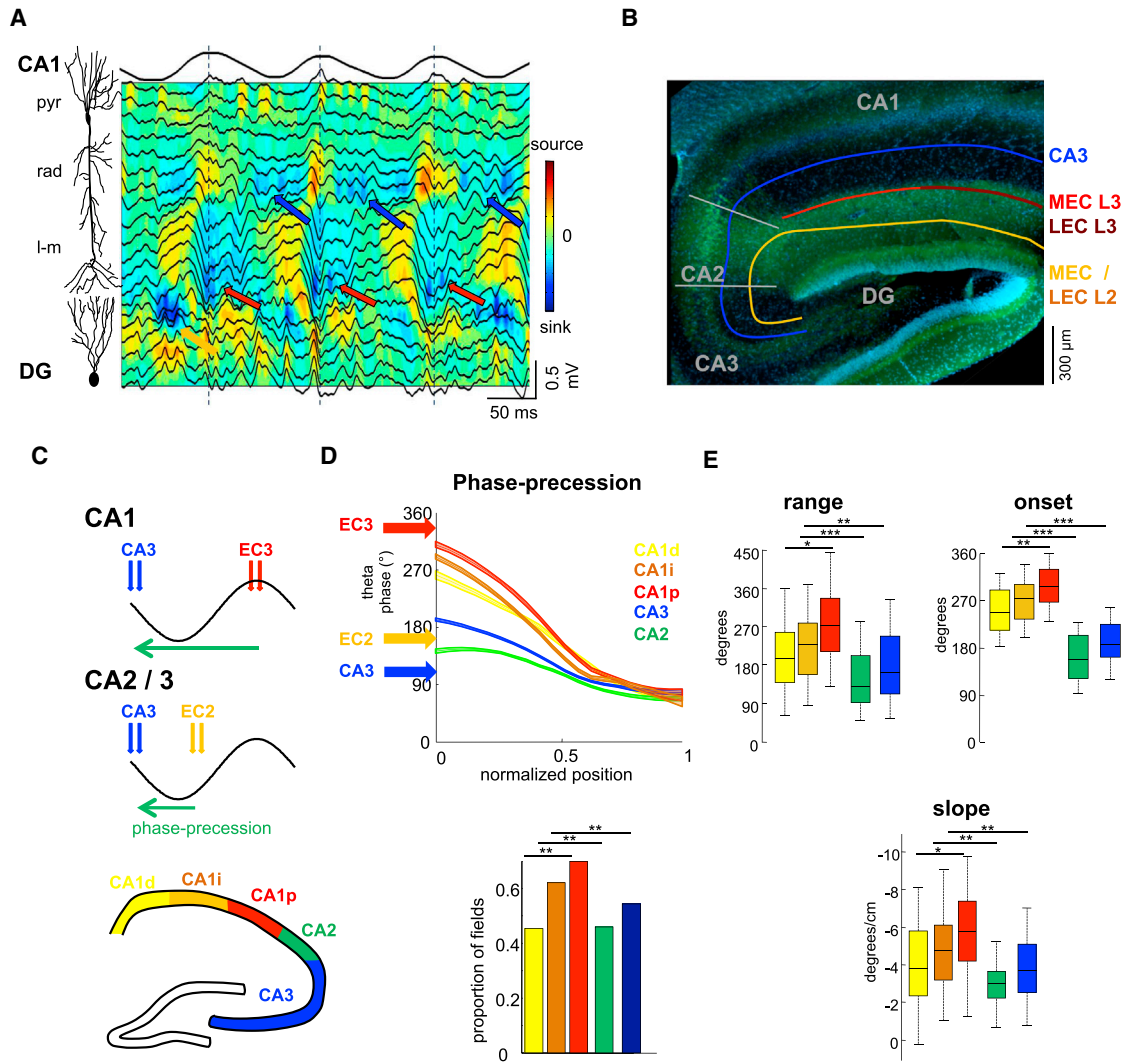 A
CA1
pyr
rad
l-m
DG
source
0
sink
0.5
mV
50 ms
B
CA1
CA2
CA3
DG
CA3
MEC L3
LEC L3
MEC /
LEC L2
300 µm
C
CA1
CA3
EC3
CA2 / 3
CA3
EC2
phase-precession
CA1d
CA1i
CA1p
CA2
CA3
D
Phase-precession
EC3
EC2
CA3
theta
phase (°)
360
270
180
90
0
0
0.5
1
normalized position
CA1d
CA1i
CA1p
CA3
CA2
**
**
**
**
proportion of fields
0.6
0.4
0.2
0
E
range
**
***
*
degrees
450
360
270
180
90
0
onset
***
***
**
degrees
360
270
180
90
0
slope
**
**
*
degrees/cm
-10
-8
-6
-4
-2
0